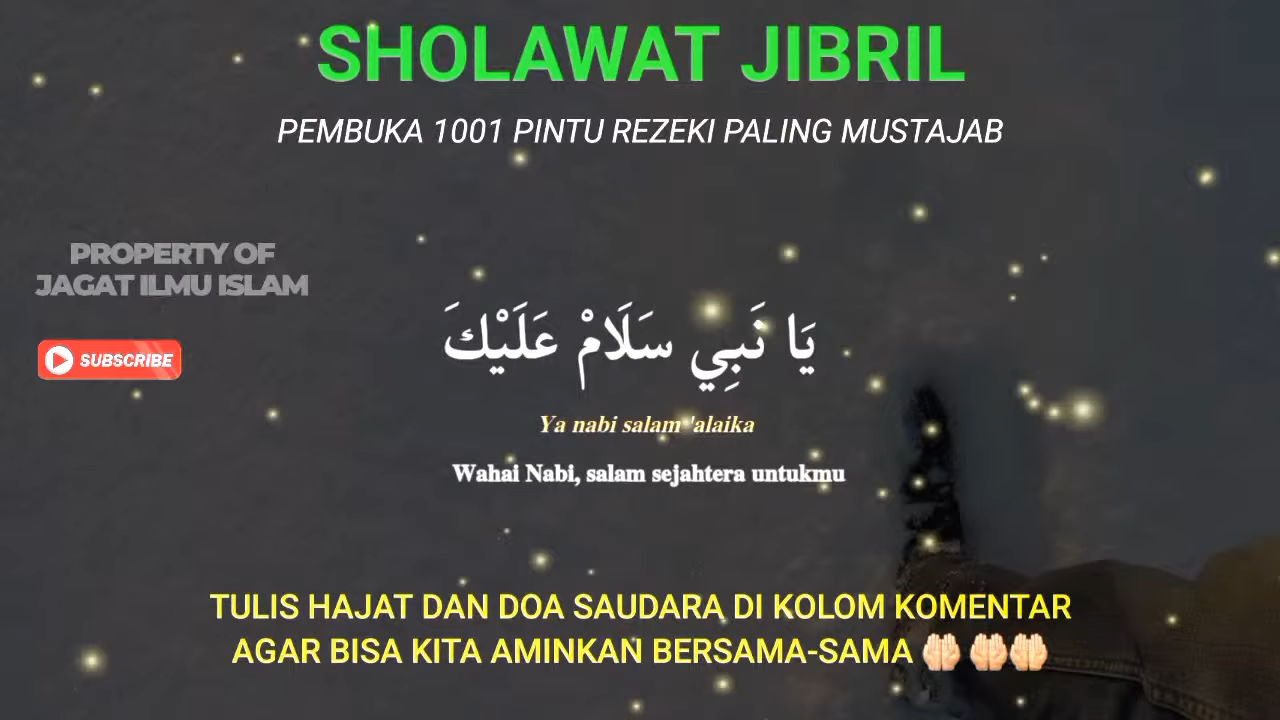 SHOLAWAT JIBRIL
PEMBUKA 1001 PINTU REZEKI PALING MUSTAJAB
PROPERTY OF
JAGAT ILMU ISLAM
SUBSCRIBE
يَا نَبِي سَلَامْ عَلَيْكَ
Ya nabi salam 'alaika
Wahai Nabi, salam sejahtera untukmu
TULIS HAJAT DAN DOA SAUDARA DI KOLOM KOMENTAR
AGAR BISA KITA AMINKAN BERSAMA-SAMA 🤲🏻 🤲🏻🤲🏻